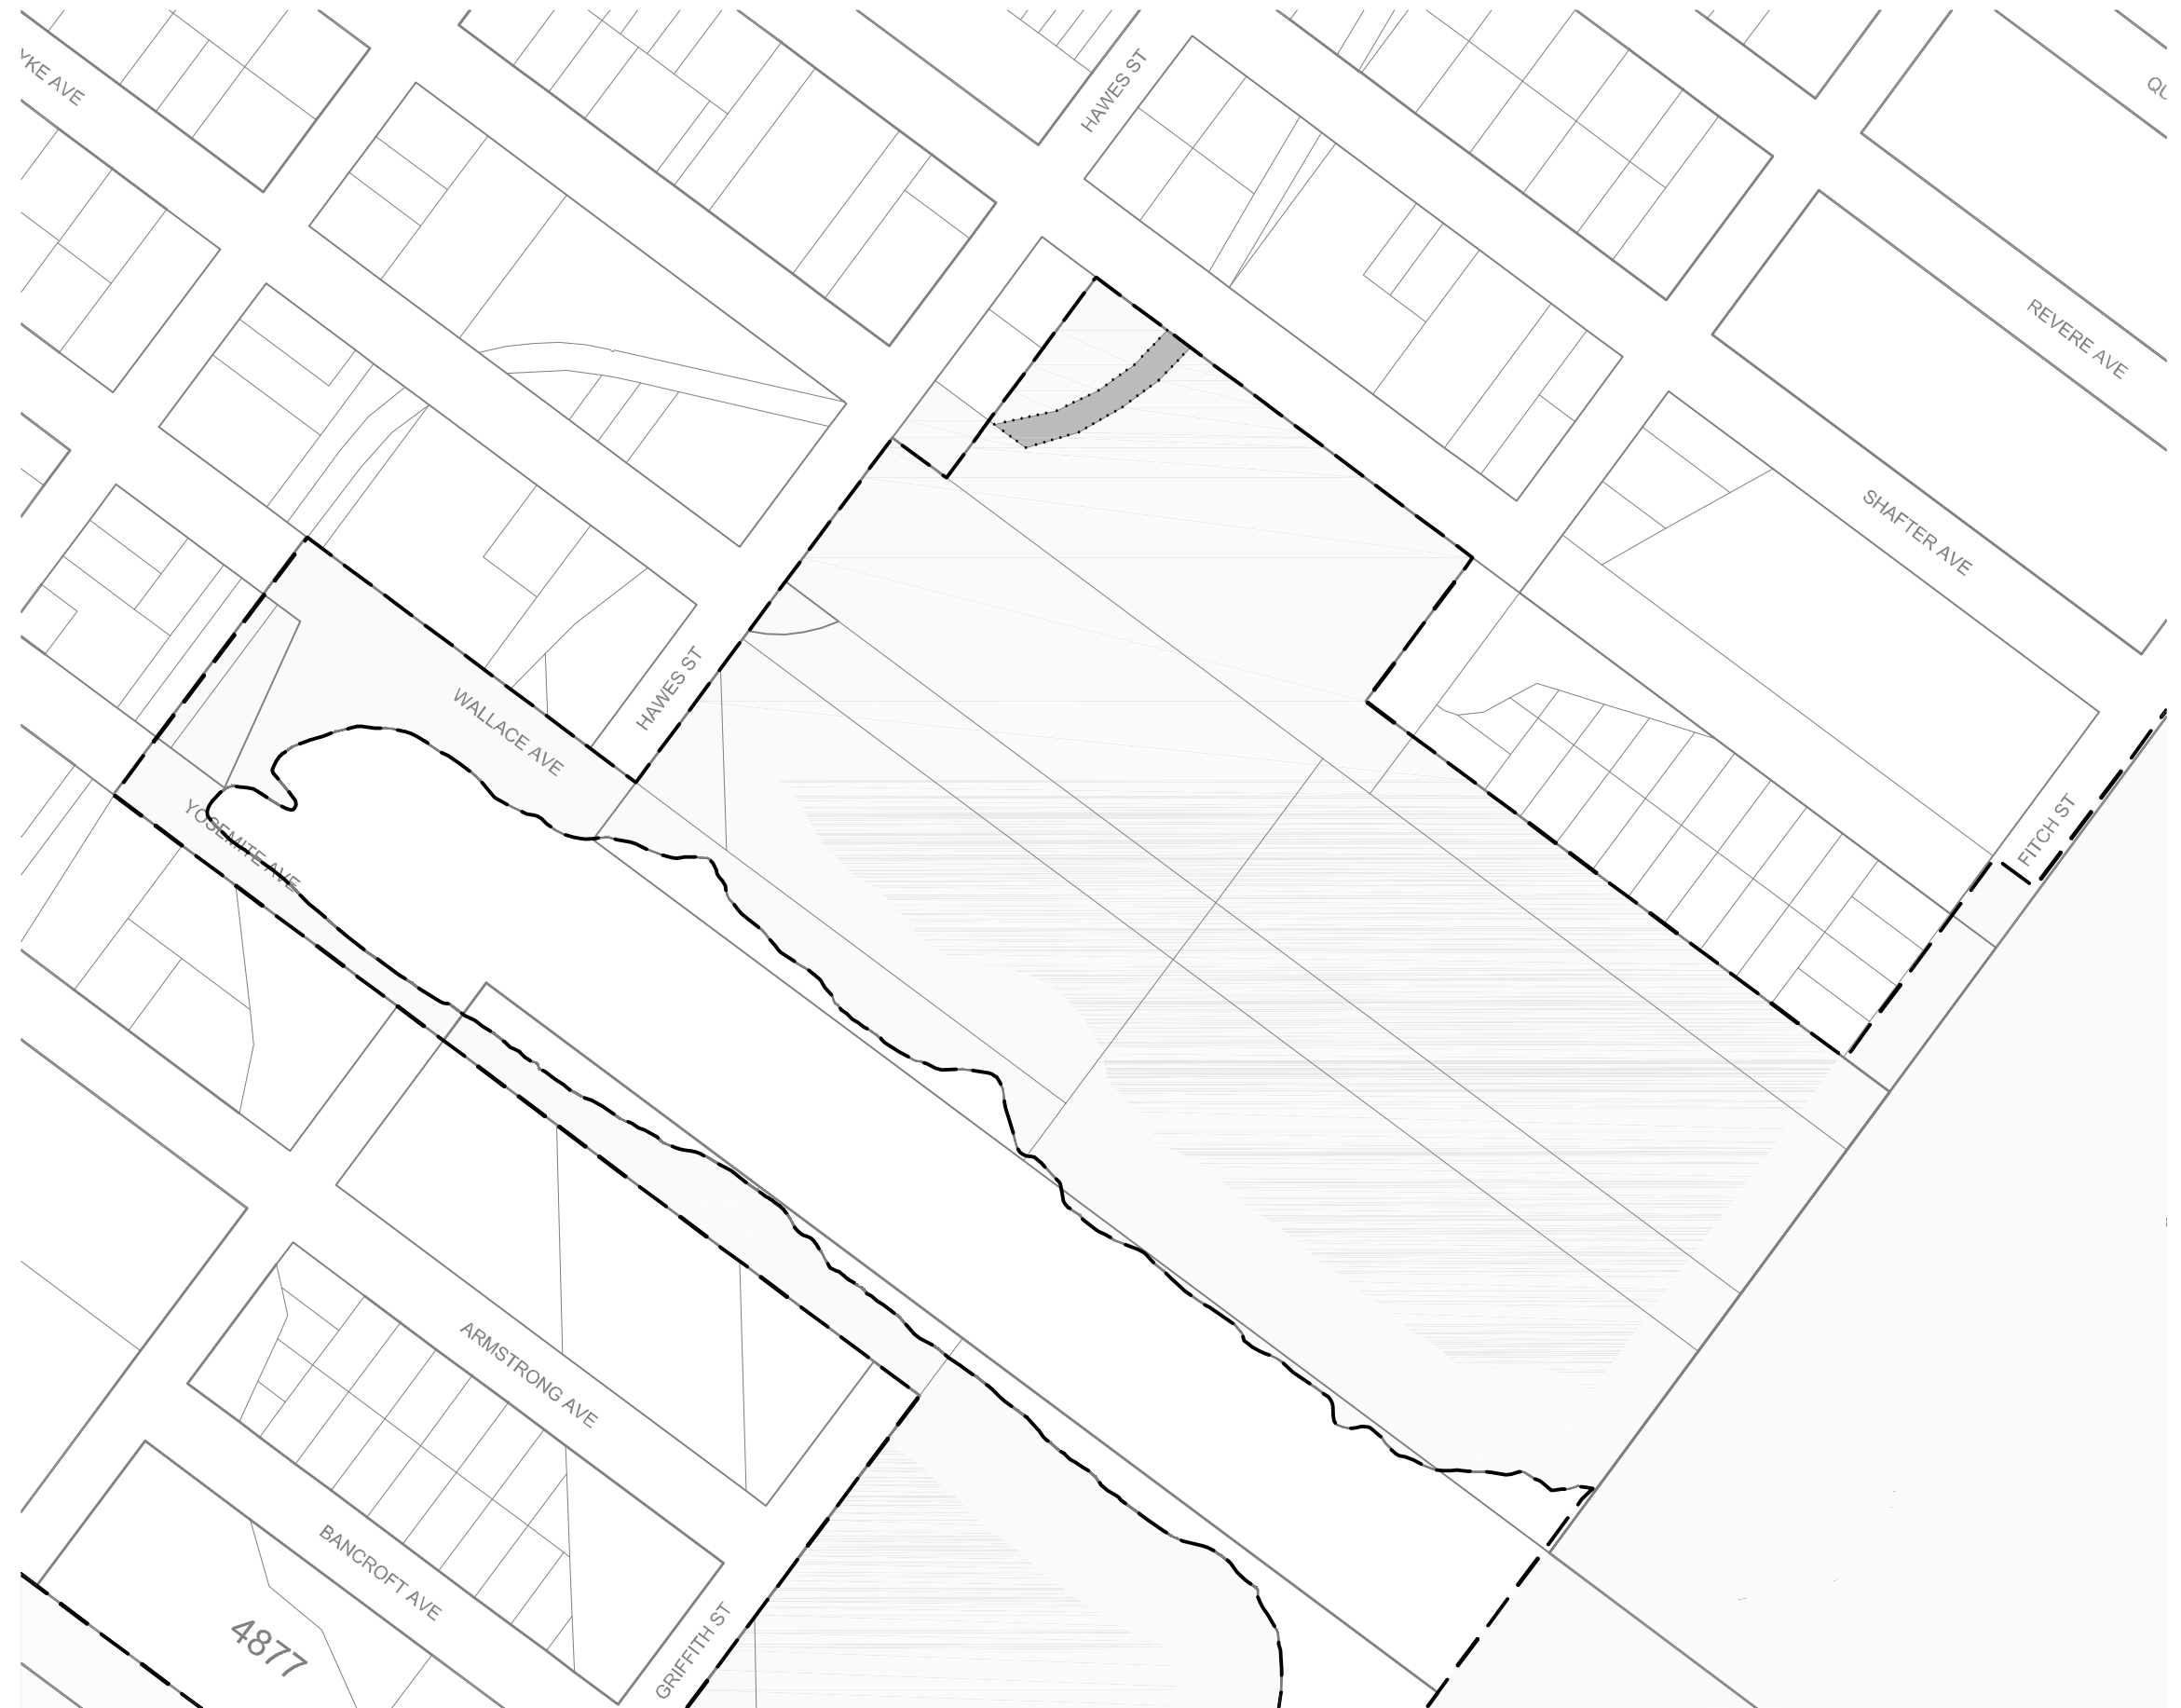 HAWES ST
REVERE AVE
SHAFTER AVE
HAWES ST
WALLACE AVE
FITCH ST
YOSEMITE AVE
ARMSTRONG AVE
BANCROFT AVE
GRIFFITH ST
4877